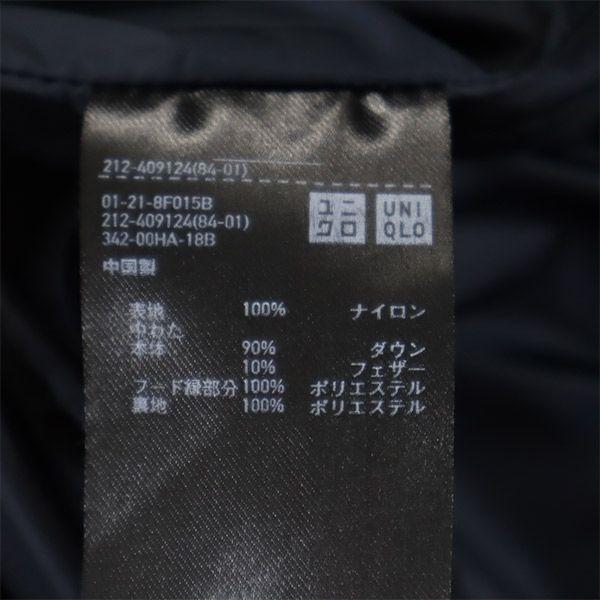 212-409124(84-01)
01-21-8F015B
212-409124(84-01)
342-00HA-18B
中国製
ユニクロ
UNIQLO
表地 100% ナイロン
中わた
本体: 90% ダウン
10% フェザー
フード縁部分 100% ポリエステル
裏地 100% ポリエステル